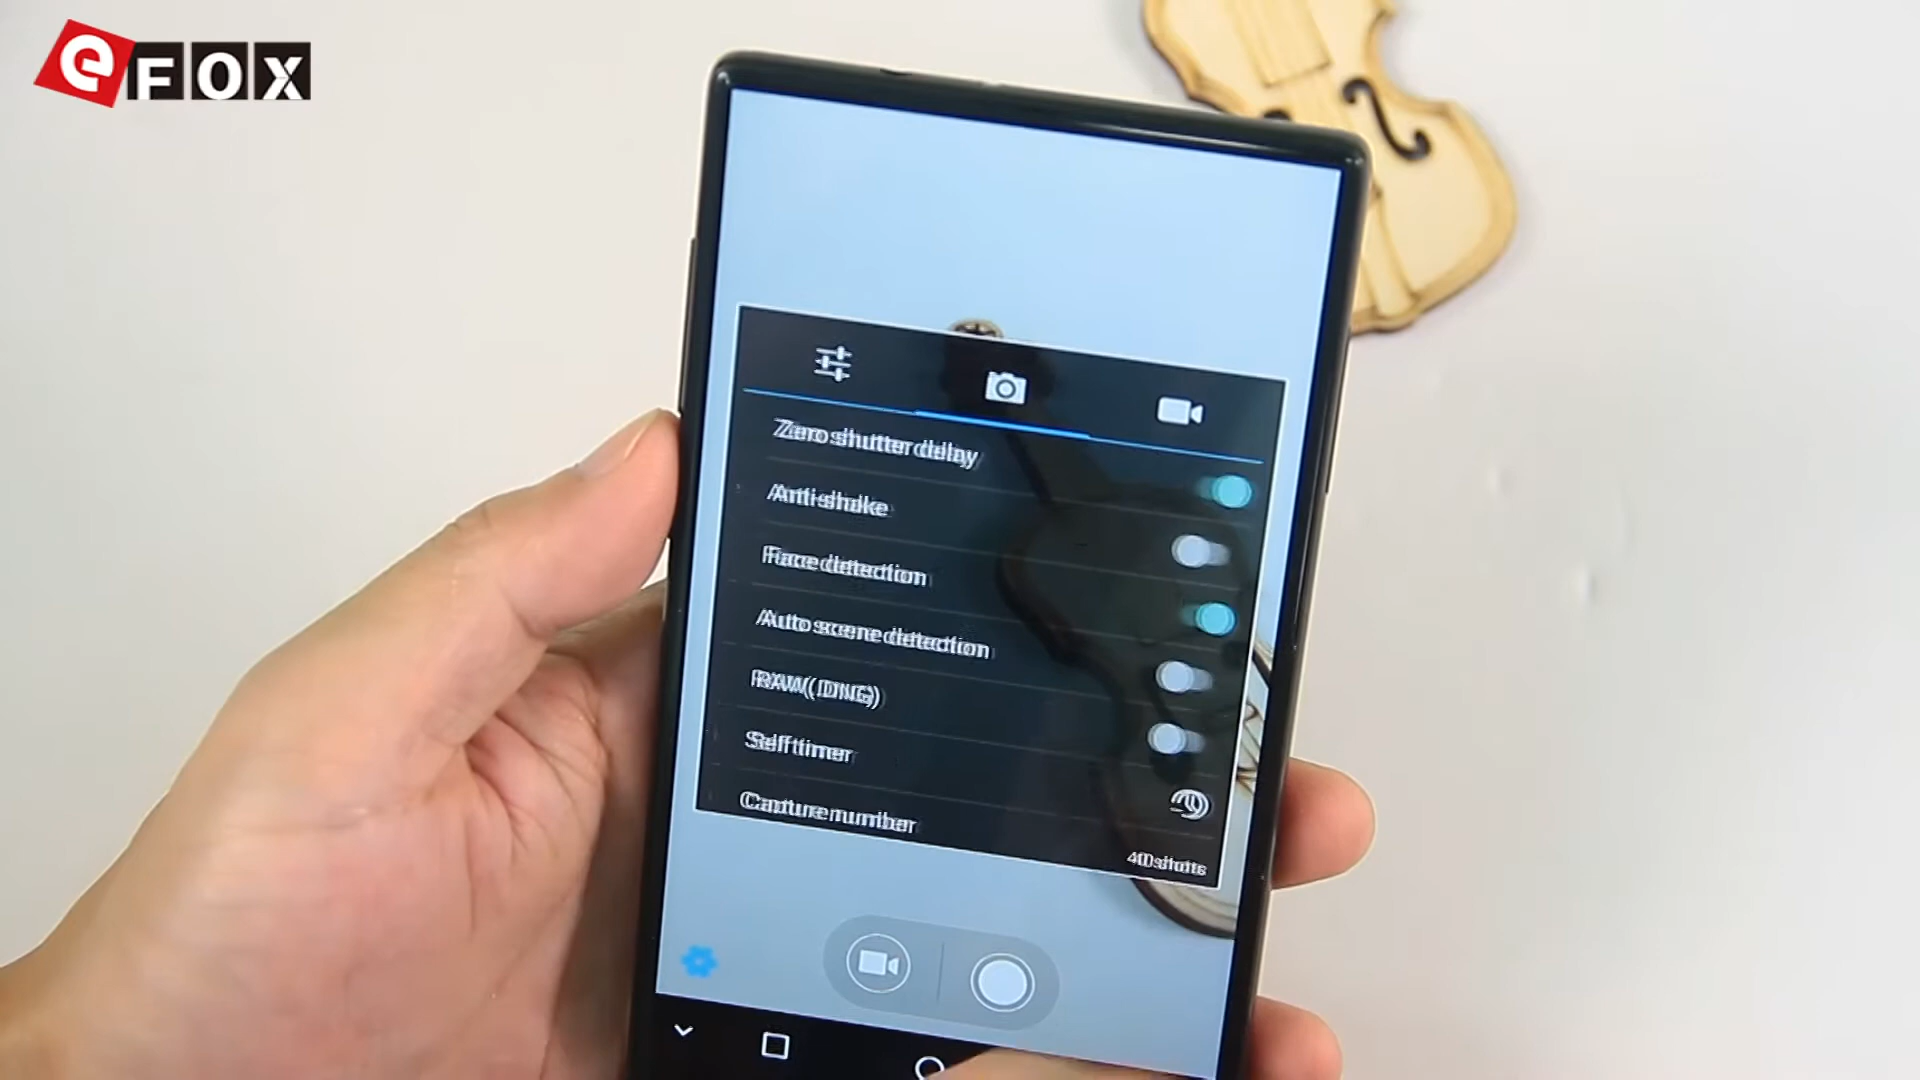 eFOX
Zero shutter delay
Anti-shake
Face detection
Auto scene detection
RAW(.DNG)
Self timer
Capture number
40 shots